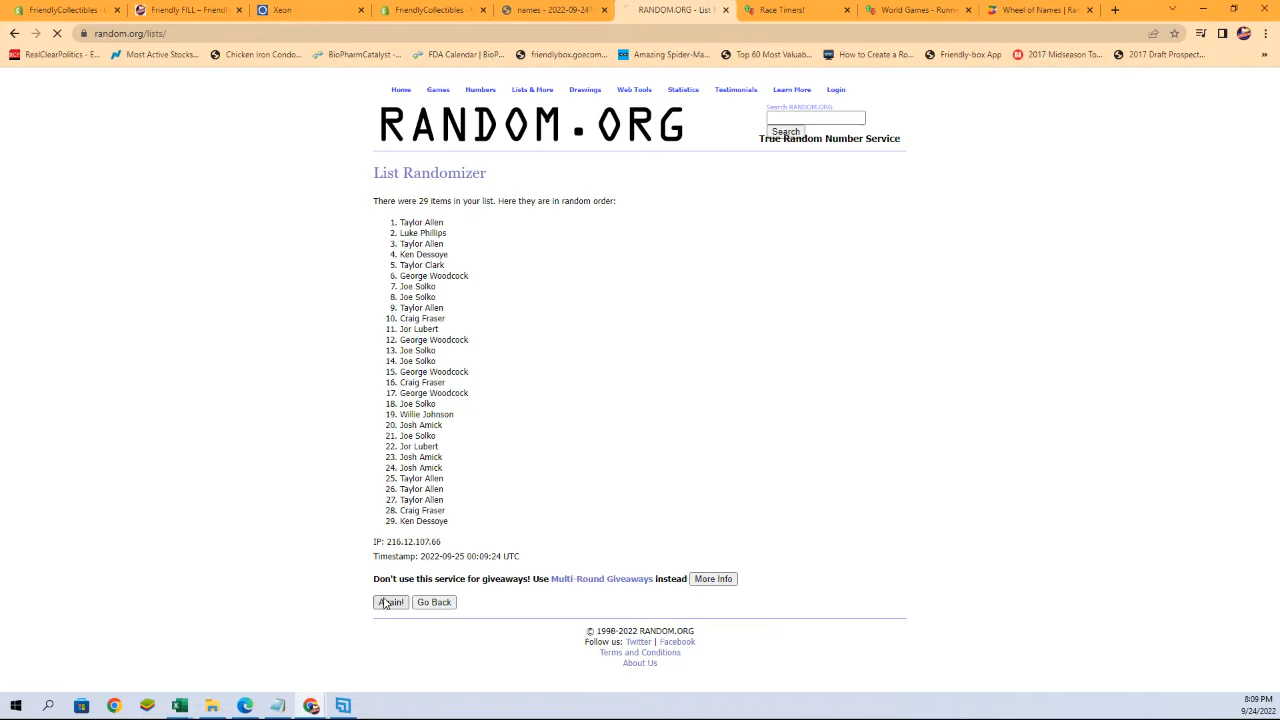 FriendlyCollectibles - G
Friendly FILL - Friend
Xeon
FriendlyCollectibles - G
names - 2022-09-24
RANDOM.ORG - List
Race Timer
World Games - Runner
Wheel of Names | Ran
random.org/lists/
RealClearPolitics - E...
Most Active Stocks...
Chicken Iron Condo...
BioPharmCatalyst -...
FDA Calendar | BioP...
friendlybox.goecom...
Amazing Spider-Ma...
Top 60 Most Valuab...
How to Create a Ro...
Friendly-box App
2017 Midseason To...
2017 Draft Prospect...
Home Games Numbers Lists & More Drawings Web Tools Statistics Testimonials Learn More Login
RANDOM.ORG
Search RANDOM.ORG
Search
True Random Number Service
List Randomizer
There were 29 items in your list. Here they are in random order:
1. Taylor Allen
2. Luke Phillips
3. Taylor Allen
4. Ken Dessoye
5. Taylor Clark
6. George Woodcock
7. Joe Solko
8. Joe Solko
9. Taylor Allen
10. Craig Fraser
11. Jor Lubert
12. George Woodcock
13. Joe Solko
14. Joe Solko
15. George Woodcock
16. Craig Fraser
17. George Woodcock
18. Joe Solko
19. Willie Johnson
20. Josh Amick
21. Joe Solko
22. Jor Lubert
23. Josh Amick
24. Josh Amick
25. Taylor Allen
26. Taylor Allen
27. Taylor Allen
28. Craig Fraser
29. Ken Dessoye
IP: 216.12.107.66
Timestamp: 2022-09-25 00:09:24 UTC
Don't use this service for giveaways! Use Multi-Round Giveaways instead More Info
Again! Go Back
© 1998-2022 RANDOM.ORG
Follow us: Twitter | Facebook
Terms and Conditions
About Us
8:09 PM
9/24/2022